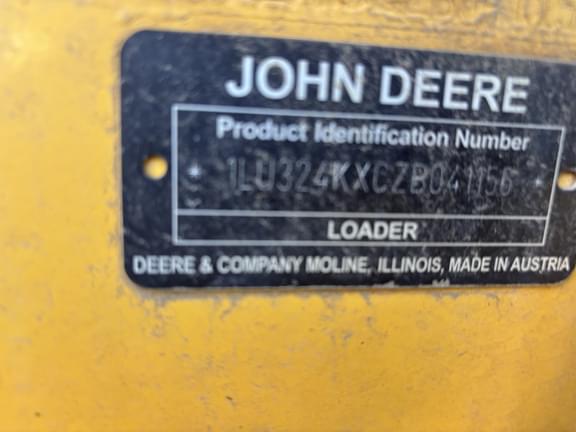 JOHN DEERE
Product Identification Number
1LU324KXCZB041156
LOADER
DEERE & COMPANY MOLINE, ILLINOIS, MADE IN AUSTRIA